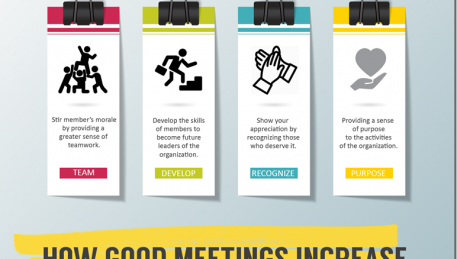 Stir member's morale
by providing a
greater sense of
teamwork.
TEAM
Develop the skills
of members to
become future
leaders of the
organization.
DEVELOP
Show your
appreciation by
recognizing those
who deserve it.
RECOGNIZE
Providing a sense
of purpose
to the activities
of the organization.
PURPOSE
HOW GOOD MEETINGS INCREASE